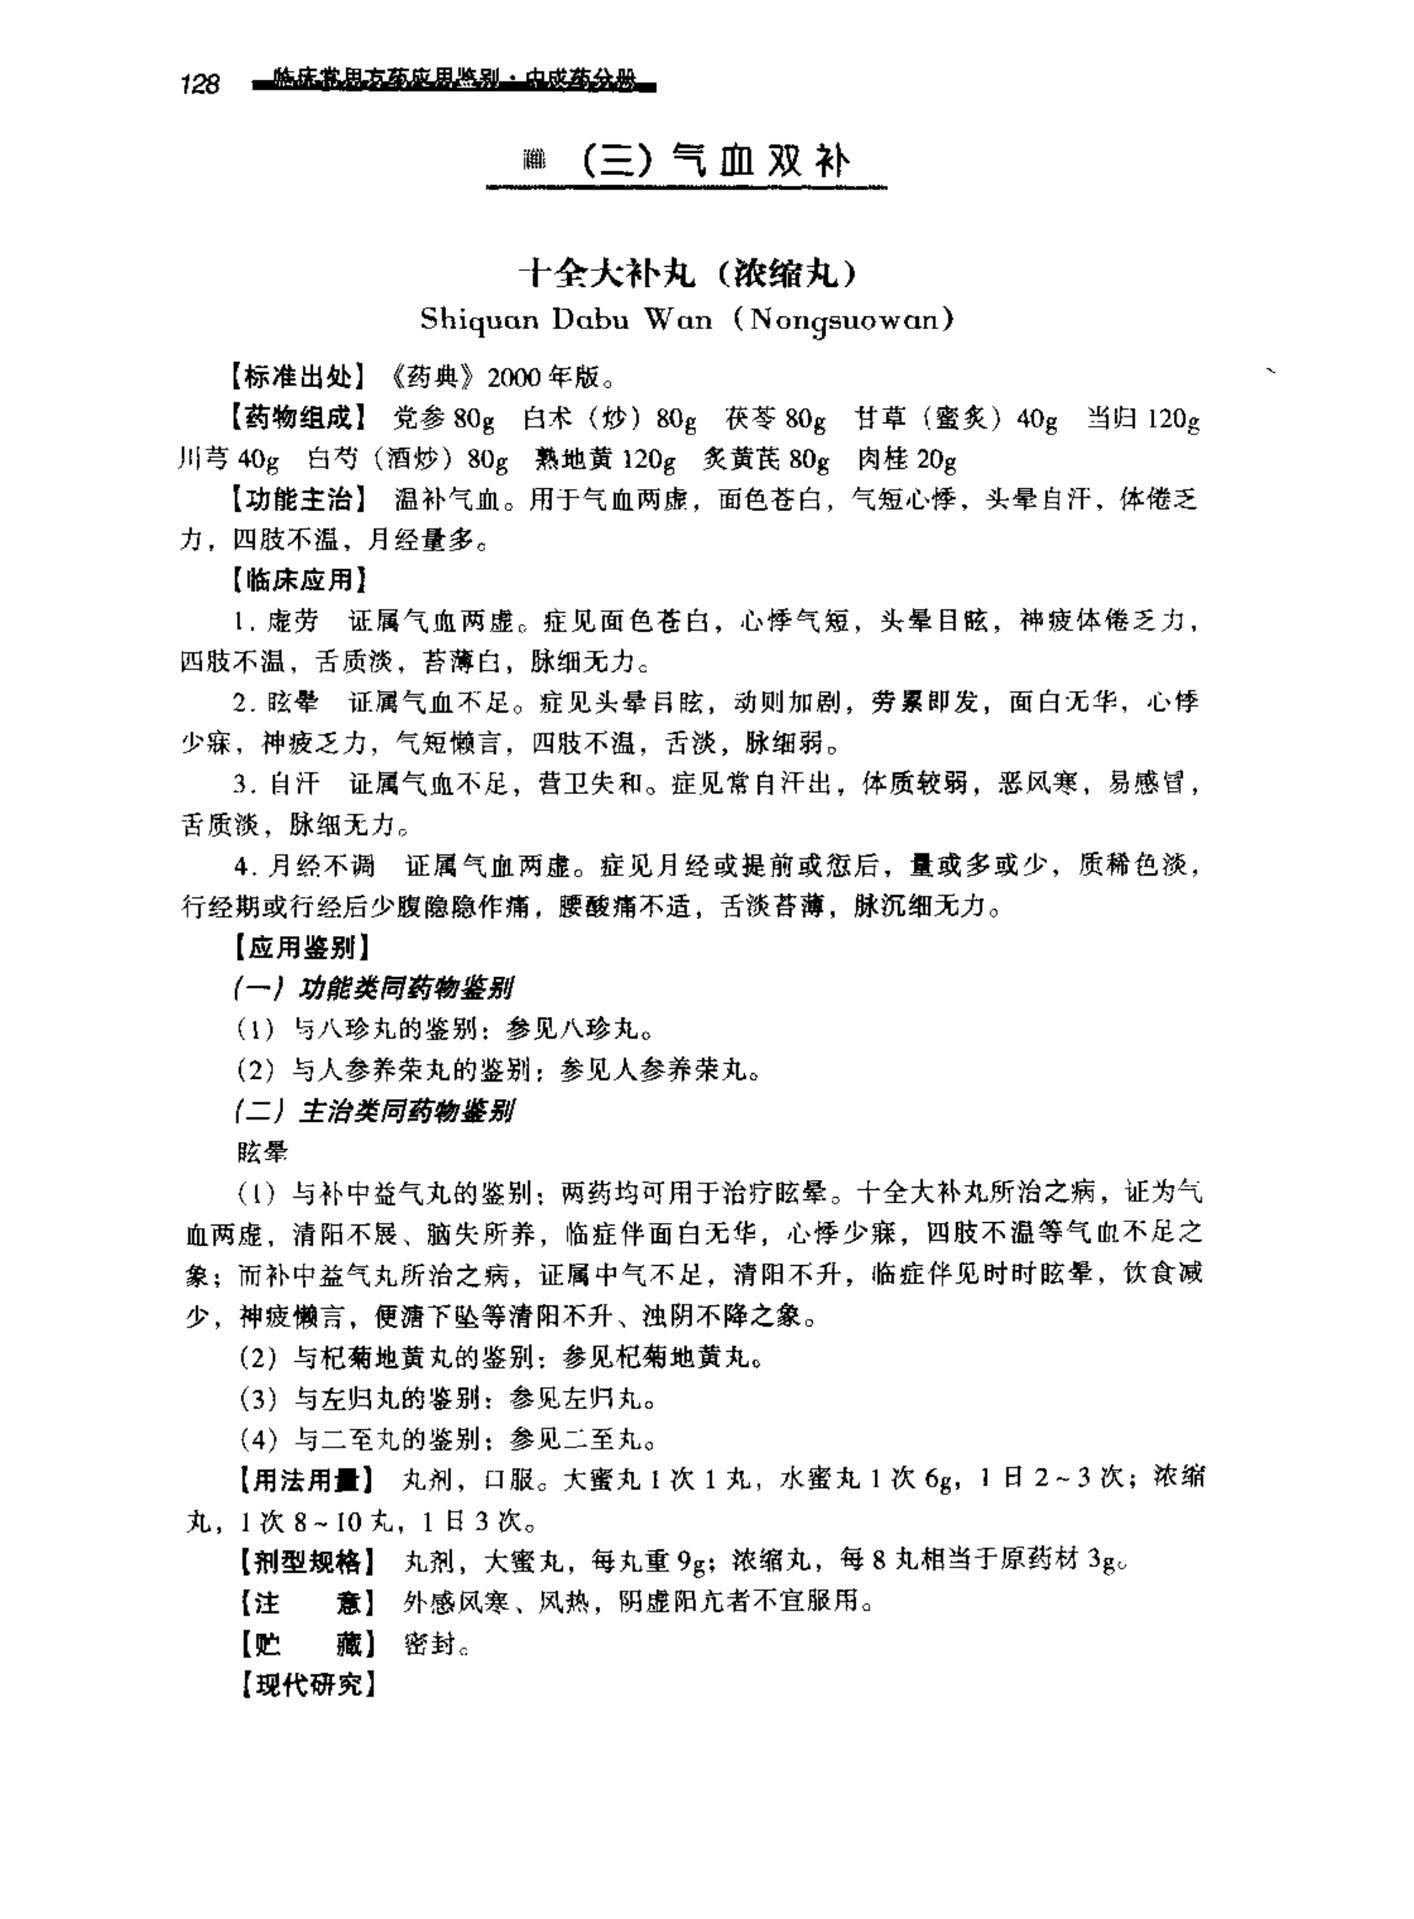 128 临床常用方药应用鉴别·中成药分册
（三）气血双补
十全大补丸（浓缩丸）
Shiquan Dabu Wan（Nongsuowan）
【标准出处】《药典》2000年版。
【药物组成】 党参80g 白术（炒）80g 茯苓80g 甘草（蜜炙）40g 当归120g
川芎40g 白芍（酒炒）80g 熟地黄120g 炙黄芪80g 肉桂20g
【功能主治】 温补气血。用于气血两虚，面色苍白，气短心悸，头晕自汗，体倦乏
力，四肢不温，月经量多。
【临床应用】
1. 虚劳 证属气血两虚。症见面色苍白，心悸气短，头晕目眩，神疲体倦乏力，
四肢不温，舌质淡，苔薄白，脉细无力。
2. 眩晕 证属气血不足。症见头晕目眩，动则加剧，劳累即发，面白无华，心悸
少寐，神疲乏力，气短懒言，四肢不温，舌淡，脉细弱。
3. 自汗 证属气血不足，营卫失和。症见常自汗出，体质较弱，恶风寒，易感冒，
舌质淡，脉细无力。
4. 月经不调 证属气血两虚。症见月经或提前或愆后，量或多或少，质稀色淡，
行经期或行经后少腹隐隐作痛，腰酸痛不适，舌淡苔薄，脉沉细无力。
【应用鉴别】
（一）功能类同药物鉴别
（1）与八珍丸的鉴别：参见八珍丸。
（2）与人参养荣丸的鉴别：参见人参养荣丸。
（二）主治类同药物鉴别
眩晕
（1）与补中益气丸的鉴别：两药均可用于治疗眩晕。十全大补丸所治之病，证为气
血两虚，清阳不展、脑失所养，临症伴面白无华，心悸少寐，四肢不温等气血不足之
象；而补中益气丸所治之病，证属中气不足，清阳不升，临症伴见时时眩晕，饮食减
少，神疲懒言，便溏下坠等清阳不升、浊阴不降之象。
（2）与杞菊地黄丸的鉴别：参见杞菊地黄丸。
（3）与左归丸的鉴别：参见左归丸。
（4）与二至丸的鉴别：参见二至丸。
【用法用量】 丸剂，口服。大蜜丸1次1丸，水蜜丸1次6g，1日2~3次；浓缩
丸，1次8~10丸，1日3次。
【剂型规格】 丸剂，大蜜丸，每丸重9g；浓缩丸，每8丸相当于原药材3g。
【注 意】 外感风寒、风热，阴虚阳亢者不宜服用。
【贮 藏】 密封。
【现代研究】